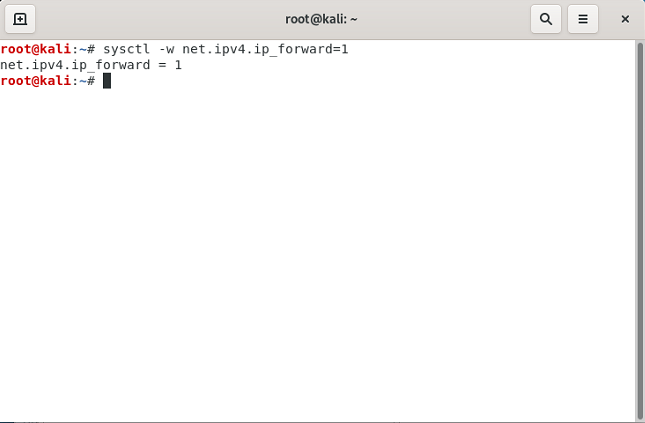 root@kali: ~
root@kali:~# sysctl -w net.ipv4.ip_forward=1
net.ipv4.ip_forward = 1
root@kali:~#